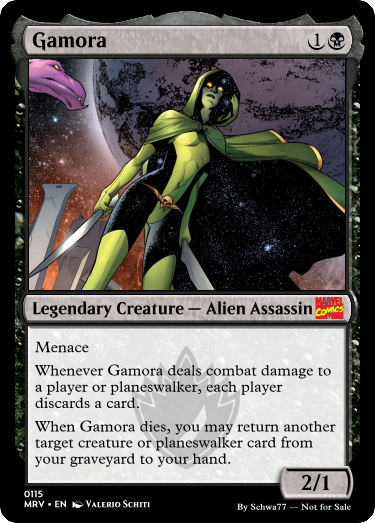 Gamora 1
Legendary Creature — Alien Assassin MARVEL COMICS
Menace
Whenever Gamora deals combat damage to
a player or planeswalker, each player
discards a card.
When Gamora dies, you may return another
target creature or planeswalker card from
your graveyard to your hand.
2/1
0115
MRV • EN Valerio Schiti
By Schwa77 — Not for Sale